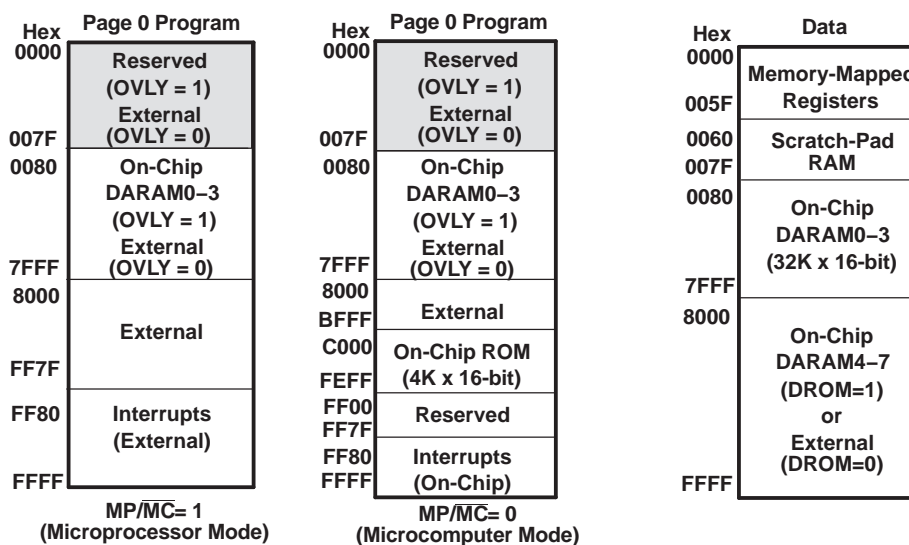 Hex
Page 0 Program
0000
Reserved
(OVLY = 1)
External
(OVLY = 0)
007F
0080
On-Chip
DARAM0–3
(OVLY = 1)
External
(OVLY = 0)
7FFF
8000
External
FF7F
FF80
Interrupts
(External)
FFFF
MP/MC= 1
(Microprocessor Mode)
Hex
Page 0 Program
0000
Reserved
(OVLY = 1)
External
(OVLY = 0)
007F
0080
On-Chip
DARAM0–3
(OVLY = 1)
External
(OVLY = 0)
7FFF
8000
External
BFFF
C000
On-Chip ROM
(4K x 16-bit)
FEFF
FF00
Reserved
FF7F
FF80
Interrupts
(On-Chip)
FFFF
MP/MC= 0
(Microcomputer Mode)
Hex
Data
0000
Memory-Mapped
Registers
005F
0060
Scratch-Pad
RAM
007F
0080
On-Chip
DARAM0–3
(32K x 16-bit)
7FFF
8000
On-Chip
DARAM4–7
(DROM=1)
or
External
(DROM=0)
FFFF